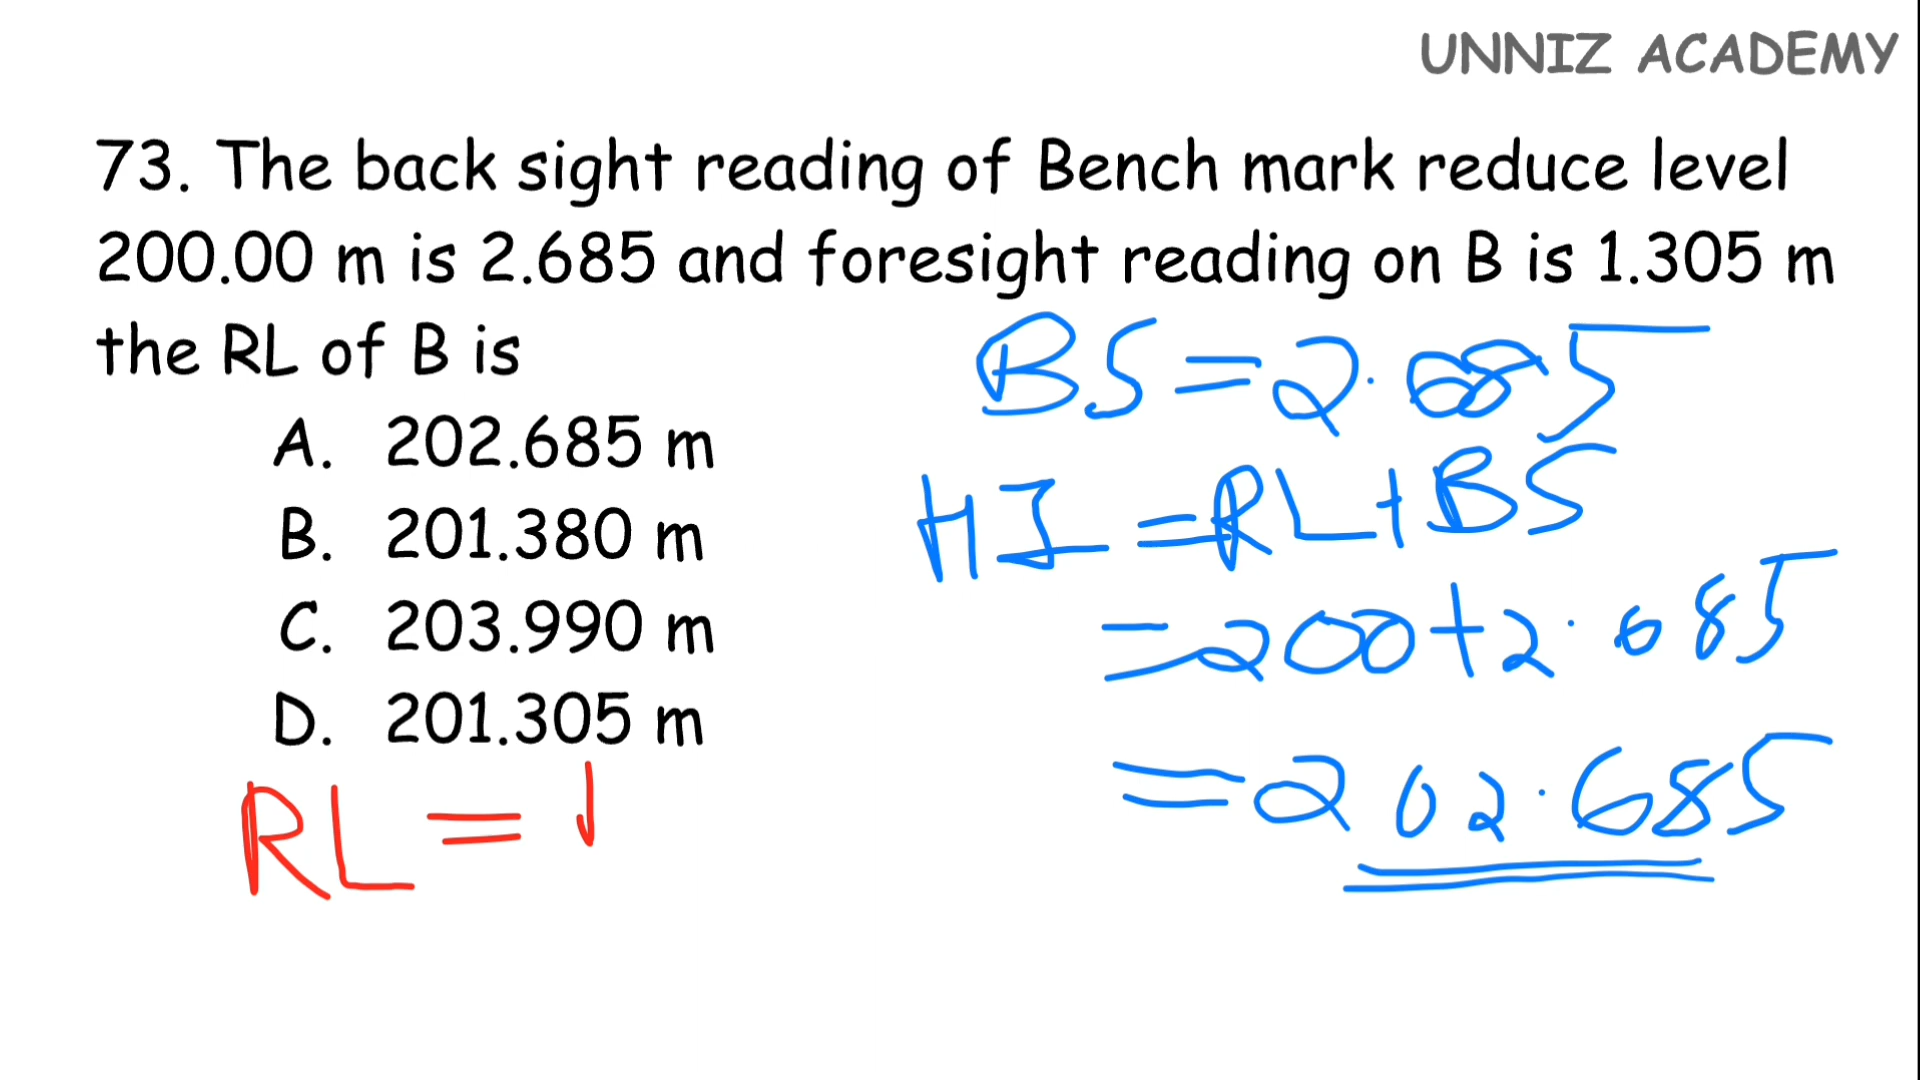 UNNIZ ACADEMY
73. The back sight reading of Bench mark reduce level
200.00 m is 2.685 and foresight reading on B is 1.305 m
the RL of B is
A. 202.685 m
B. 201.380 m
C. 203.990 m
D. 201.305 m
BS = 2.685
HI = RL + BS
= 200 + 2.685
= 202.685
RL =